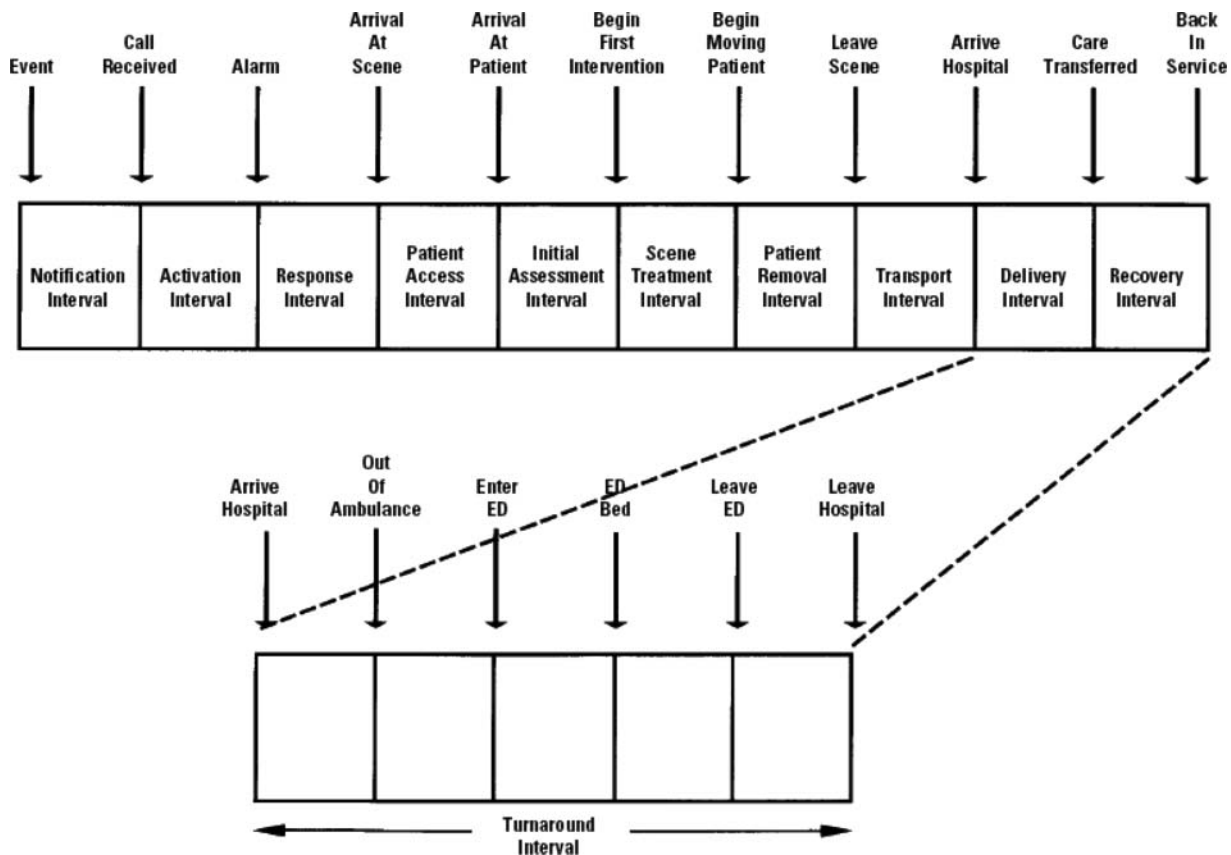 Event
Call
Received
Alarm
Arrival
At
Scene
Arrival
At
Patient
Begin
First
Intervention
Begin
Moving
Patient
Leave
Scene
Arrive
Hospital
Care
Transferred
Back
In
Service
Notification
Interval
Activation
Interval
Response
Interval
Patient
Access
Interval
Initial
Assessment
Interval
Scene
Treatment
Interval
Patient
Removal
Interval
Transport
Interval
Delivery
Interval
Recovery
Interval
Arrive
Hospital
Out
Of
Ambulance
Enter
ED
ED
Bed
Leave
ED
Leave
Hospital
Turnaround
Interval